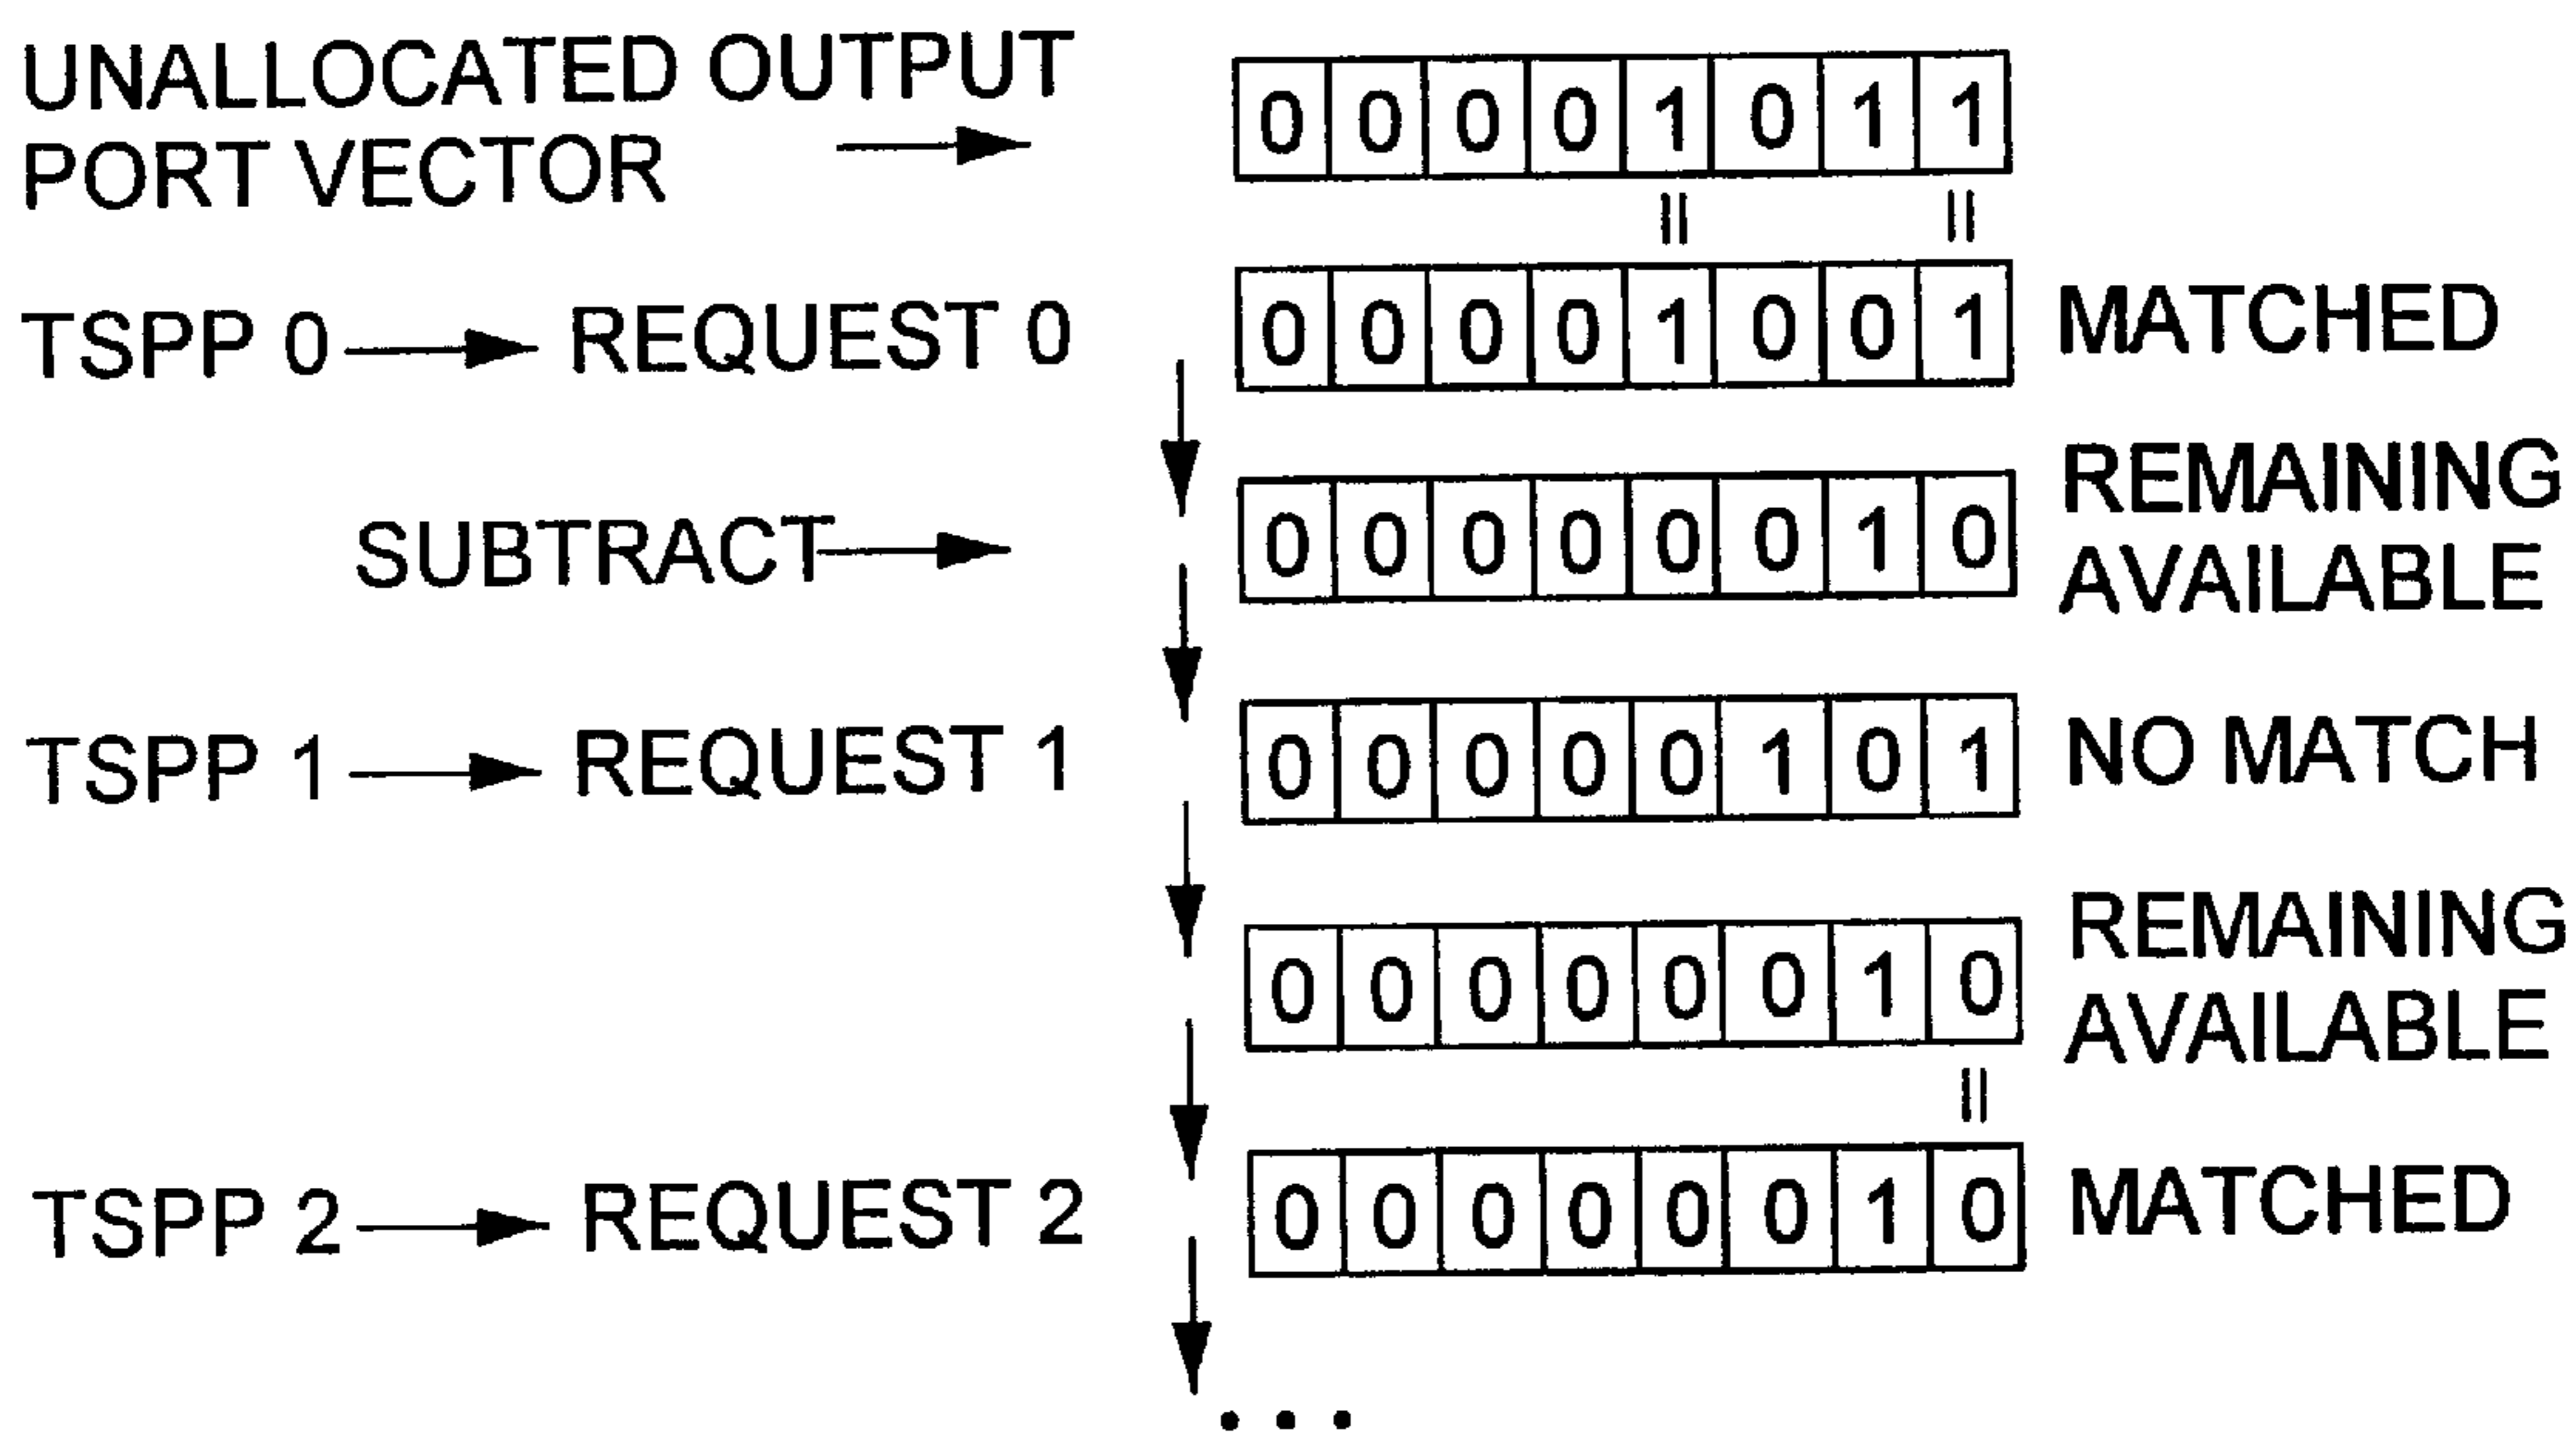 UNALLOCATED OUTPUT
PORT VECTOR
0 0 0 0 1 0 1 1
=  =
TSPP 0 REQUEST 0 0 0 0 0 1 0 0 1 MATCHED
SUBTRACT 0 0 0 0 0 0 1 0 REMAINING
AVAILABLE
TSPP 1 REQUEST 1 0 0 0 0 0 1 0 1 NO MATCH
0 0 0 0 0 0 1 0 REMAINING
AVAILABLE
=
TSPP 2 REQUEST 2 0 0 0 0 0 0 1 0 MATCHED
. . .